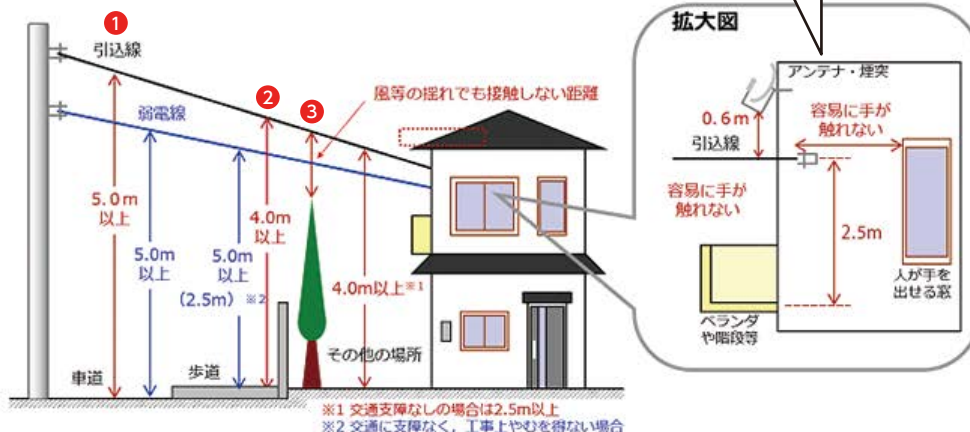 ❶
引込線
❷
❸
弱電線
風等の揺れでも接触しない距離
5.0m
以上
5.0m
以上
5.0m
以上
(2.5m) ※2
4.0m
以上
4.0m以上※1
その他の場所
車道
歩道
※1 交通支障なしの場合は2.5m以上
※2 交通に支障なく，工事上やむを得ない場合
拡大図
アンテナ・煙突
0.6m
引込線
容易に手が
触れない
容易に手が
触れない
2.5m
ベランダ
や階段等
人が手を
出せる窓